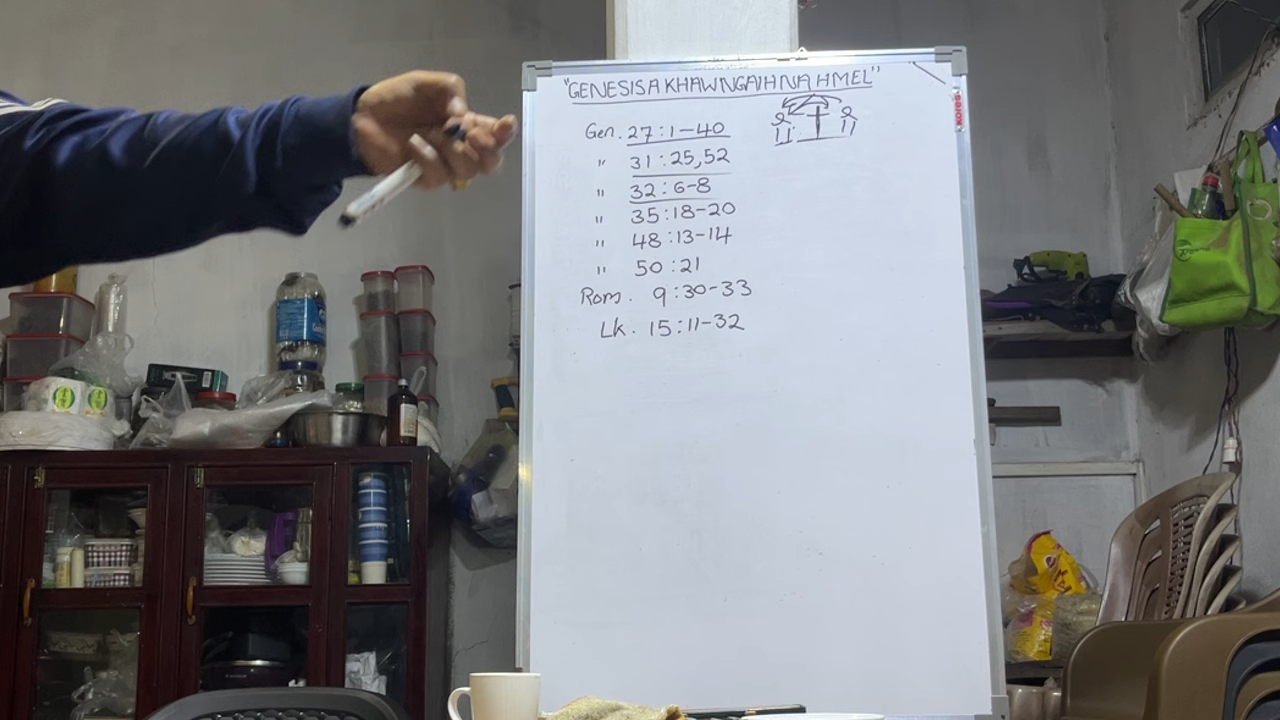 "GENESISA KHAWNGAIHNA HMEL"
Gen. 27:1-40
" 31:25,52
" 32:6-8
" 35:18-20
" 48:13-14
" 50:21
Rom. 9:30-33
Lk. 15:11-32
kores